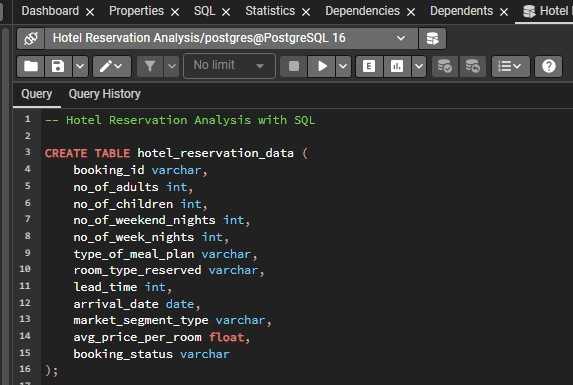 Dashboard Properties SQL Statistics Dependencies Dependents Hotel
Hotel Reservation Analysis/postgres@PostgreSQL 16
No limit E
Query Query History
1 -- Hotel Reservation Analysis with SQL
2
3 CREATE TABLE hotel_reservation_data (
4 booking_id varchar,
5 no_of_adults int,
6 no_of_children int,
7 no_of_weekend_nights int,
8 no_of_week_nights int,
9 type_of_meal_plan varchar,
10 room_type_reserved varchar,
11 lead_time int,
12 arrival_date date,
13 market_segment_type varchar,
14 avg_price_per_room float,
15 booking_status varchar
16 );